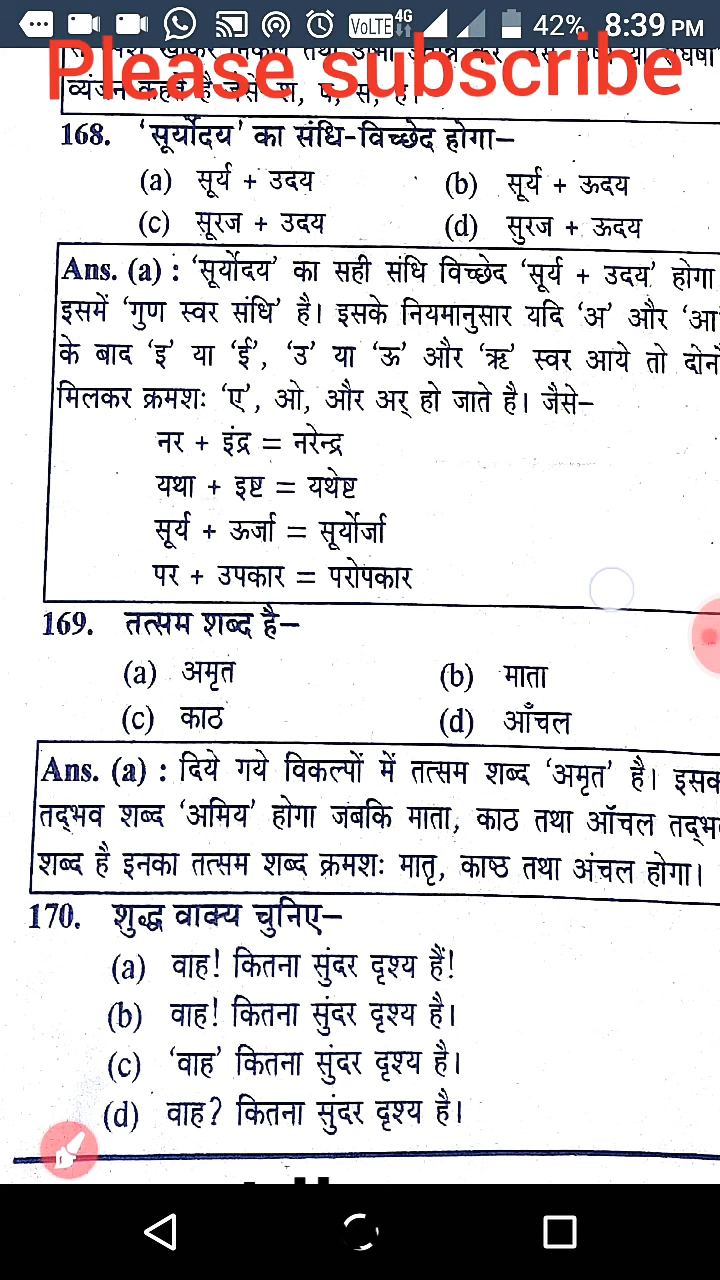 VoLTE 4G 42% 8:39 PM
Please subscribe
व्यंजन कहते है जैसे श, ष, स, ह।
168. 'सूर्योदय' का संधि-विच्छेद होगा–
(a) सूर्य + उदय (b) सूर्य + ऊदय
(c) सूरज + उदय (d) सुरज + ऊदय
Ans. (a) : 'सूर्योदय' का सही संधि विच्छेद 'सूर्य + उदय' होगा
इसमें 'गुण स्वर संधि' है। इसके नियमानुसार यदि 'अ' और 'आ'
के बाद 'इ' या 'ई', 'उ' या 'ऊ' और 'ऋ' स्वर आये तो दोनों
मिलकर क्रमशः 'ए', ओ, और अर् हो जाते है। जैसे–
नर + इंद्र = नरेन्द्र
यथा + इष्ट = यथेष्ट
सूर्य + ऊर्जा = सूर्योर्जा
पर + उपकार = परोपकार
169. तत्सम शब्द है–
(a) अमृत (b) माता
(c) काठ (d) आँचल
Ans. (a) : दिये गये विकल्पों में तत्सम शब्द 'अमृत' है। इसक
तद्भव शब्द 'अमिय' होगा जबकि माता, काठ तथा आँचल तद्भ
शब्द है इनका तत्सम शब्द क्रमशः मातृ, काष्ठ तथा अंचल होगा।
170. शुद्ध वाक्य चुनिए–
(a) वाह! कितना सुंदर दृश्य हैं!
(b) वाह! कितना सुंदर दृश्य है।
(c) 'वाह' कितना सुंदर दृश्य है।
(d) वाह? कितना सुंदर दृश्य है।